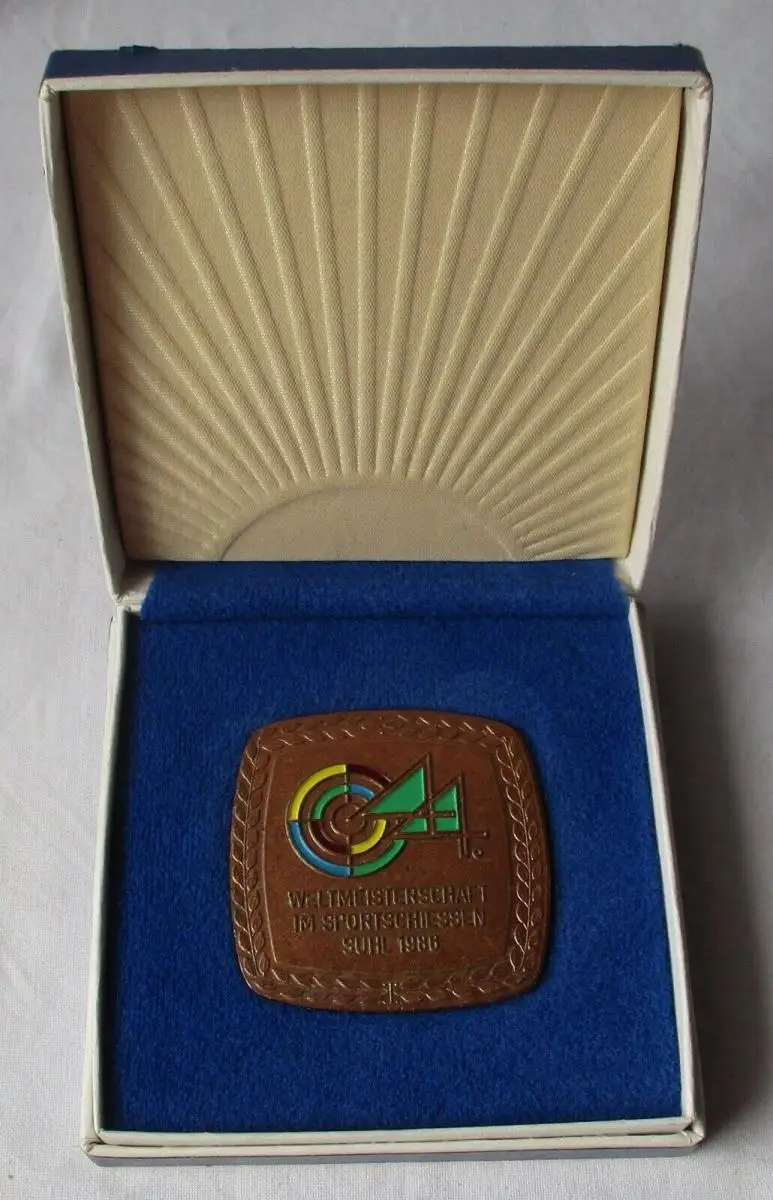 44.
WELTMEISTERSCHAFT
IM SPORTSCHIESSEN
SUHL 1986